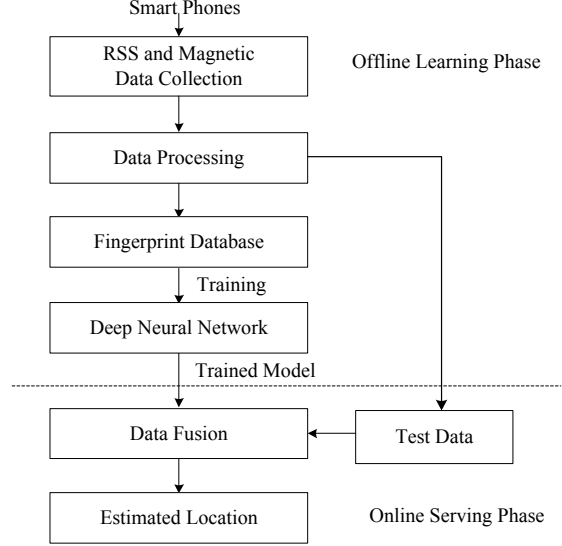 Smart Phones
RSS and Magnetic
Data Collection
Offline Learning Phase
Data Processing
Fingerprint Database
Training
Deep Neural Network
Trained Model
Data Fusion
Test Data
Estimated Location
Online Serving Phase